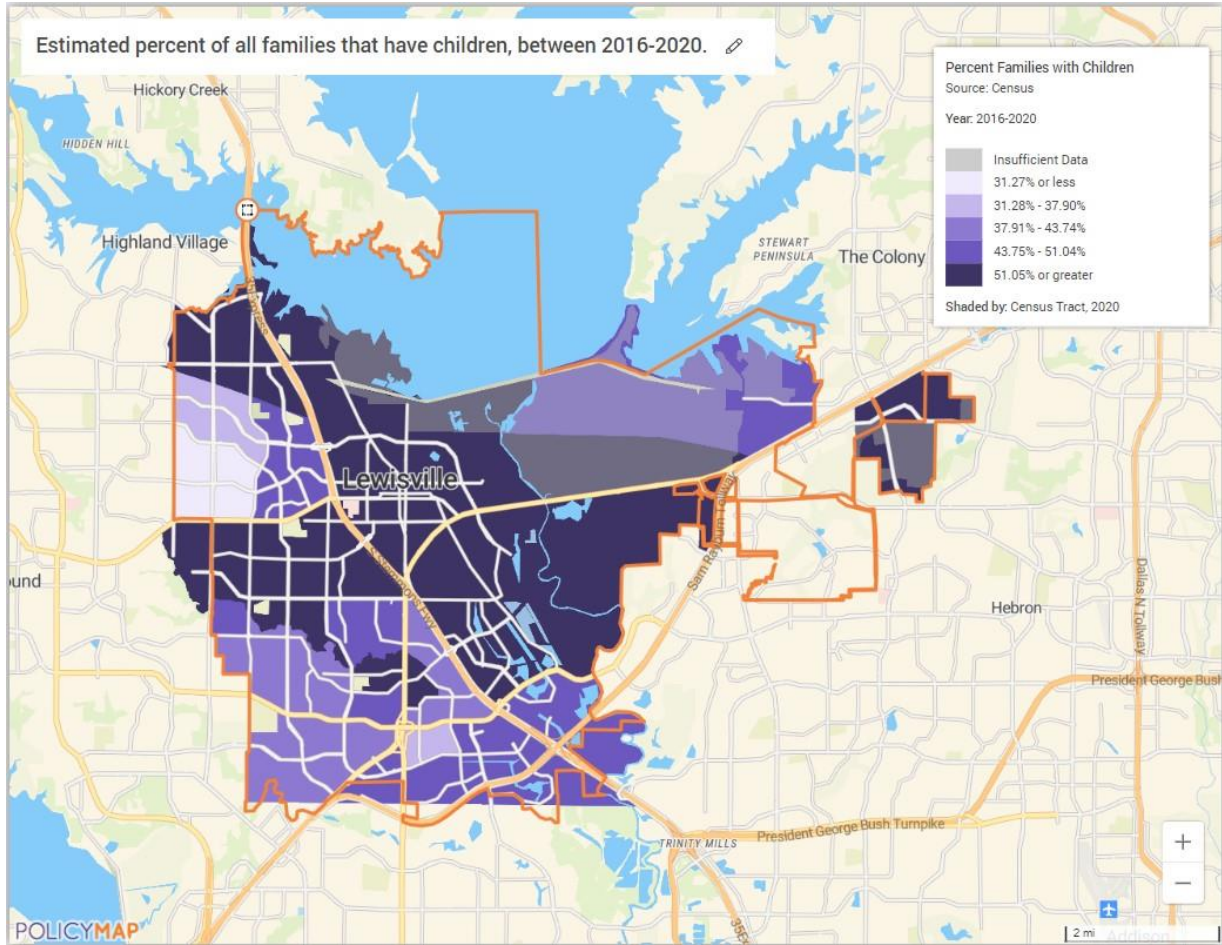 Estimated percent of all families that have children, between 2016-2020.
Percent Families with Children
Source: Census
Year: 2016-2020
Insufficient Data
31.27% or less
31.28% - 37.90%
37.91% - 43.74%
43.75% - 51.04%
51.05% or greater
Shaded by: Census Tract, 2020
Hickory Creek
HIDDEN HILL
Highland Village
STEWART
PENINSULA
The Colony
Lewisville
S Stemmons Fwy
Sam Rayburn Tollway
ound
Hebron
Dallas N Tollway
President George Bush
President George Bush Turnpike
TRINITY MILLS
35E
+
−
2 mi
Addison
POLICYMAP